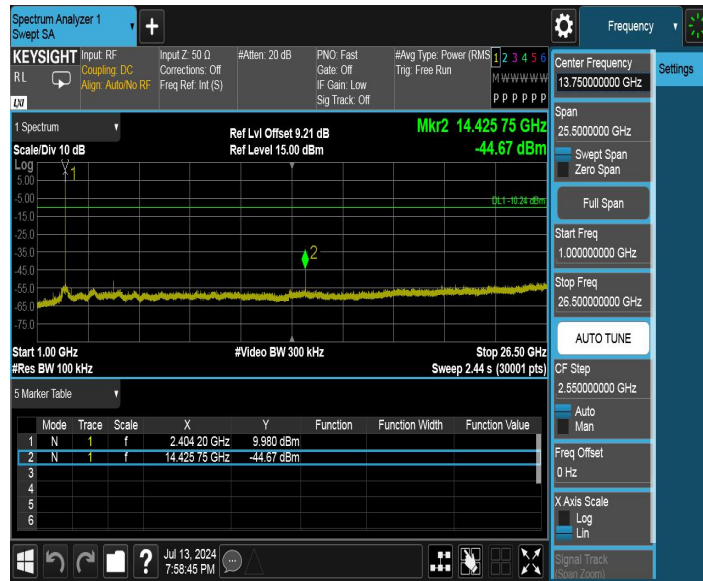 Spectrum Analyzer 1
Swept SA
Frequency
KEYSIGHT
RL
LXI
Input: RF
Coupling: DC
Align: Auto/No RF
Input Z: 50 Ω
Corrections: Off
Freq Ref: Int (S)
#Atten: 20 dB
PNO: Fast
Gate: Off
IF Gain: Low
Sig Track: Off
#Avg Type: Power (RMS
Trig: Free Run
1 2 3 4 5 6
M W W W W W
P P P P P P
Center Frequency
13.750000000 GHz
Settings
Span
25.5000000 GHz
Swept Span
Zero Span
Full Span
Start Freq
1.000000000 GHz
Stop Freq
26.500000000 GHz
AUTO TUNE
CF Step
2.550000000 GHz
Auto
Man
Freq Offset
0 Hz
X Axis Scale
Log
Lin
Signal Track
(Span Zoom)
1 Spectrum
Scale/Div 10 dB
Ref Lvl Offset 9.21 dB
Ref Level 15.00 dBm
Mkr2 14.425 75 GHz
-44.67 dBm
Log
5.00
-5.00
-15.0
-25.0
-35.0
-45.0
-55.0
-65.0
-75.0
1
2
DL1 -10.24 dBm
Start 1.00 GHz
#Video BW 300 kHz
Stop 26.50 GHz
#Res BW 100 kHz
Sweep 2.44 s (30001 pts)
5 Marker Table
Mode Trace Scale X Y Function Function Width Function Value
1 N 1 f 2.404 20 GHz 9.980 dBm
2 N 1 f 14.425 75 GHz -44.67 dBm
3
4
5
6
?
Jul 13, 2024
7:58:45 PM